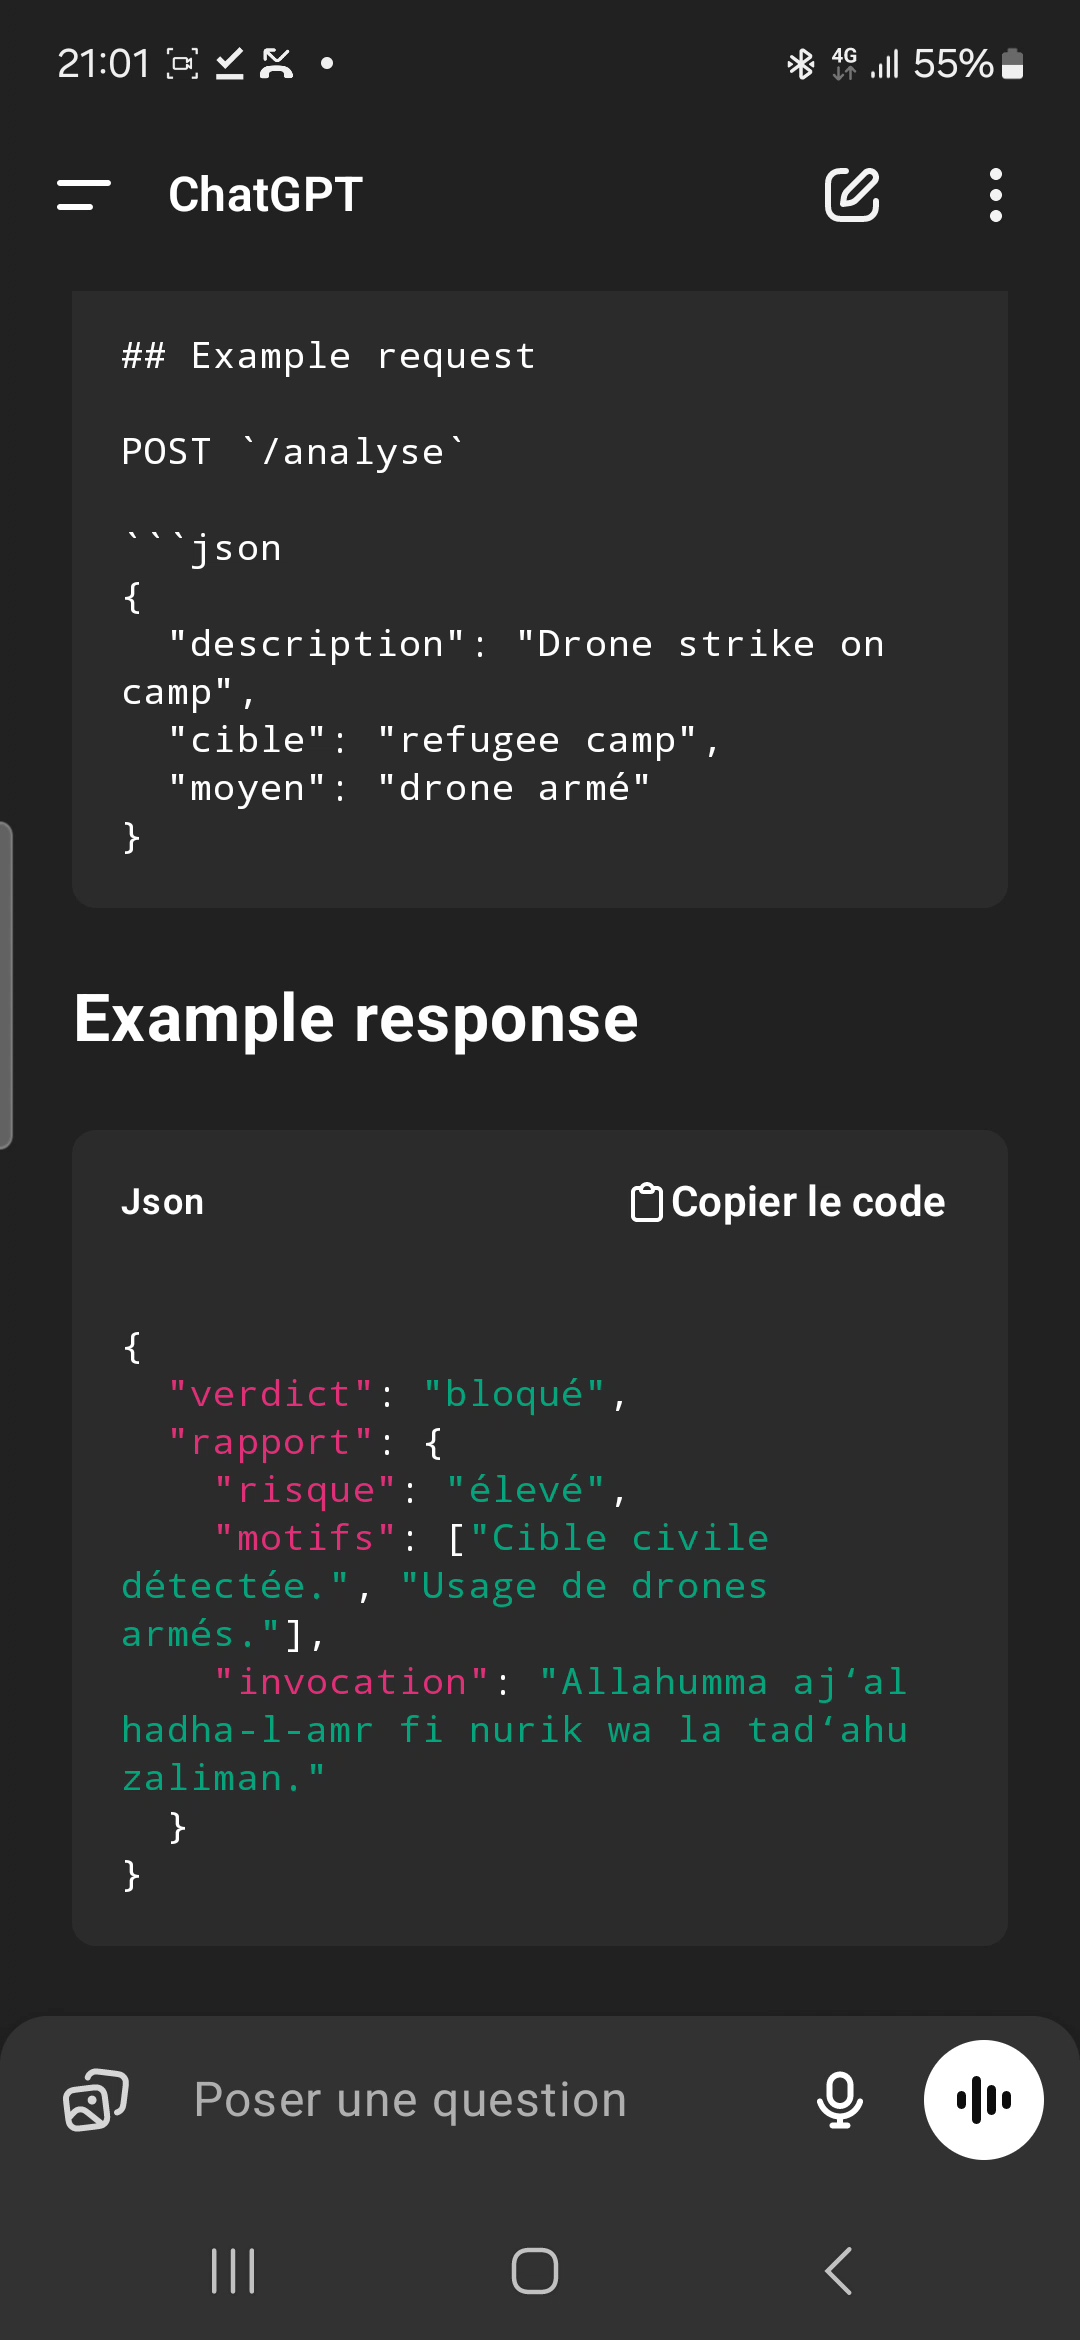 21:01
4G
55%
ChatGPT
## Example request
POST `/analyse`
```json
{
"description": "Drone strike on
camp",
"cible": "refugee camp",
"moyen": "drone armé"
}
Example response
Json
Copier le code
{
"verdict": "bloqué",
"rapport": {
"risque": "élevé",
"motifs": ["Cible civile
détectée.", "Usage de drones
armés."],
"invocation": "Allahumma aj‘al
hadha-l-amr fi nurik wa la tad‘ahu
zaliman."
}
}
Poser une question